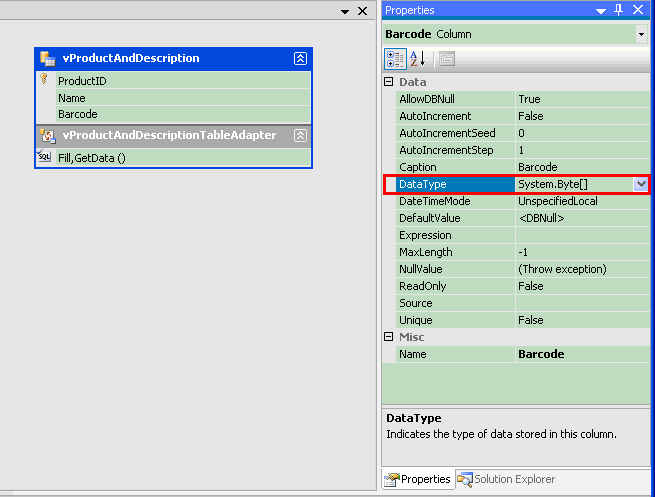 vProductAndDescription
ProductID
Name
Barcode
vProductAndDescriptionTableAdapter
SQL Fill,GetData ()
Properties
Barcode Column
Data
AllowDBNull True
AutoIncrement False
AutoIncrementSeed 0
AutoIncrementStep 1
Caption Barcode
DataType System.Byte[]
DateTimeMode UnspecifiedLocal
DefaultValue <DBNull>
Expression
MaxLength -1
NullValue (Throw exception)
ReadOnly False
Source
Unique False
Misc
Name Barcode
DataType
Indicates the type of data stored in this column.
Properties Solution Explorer